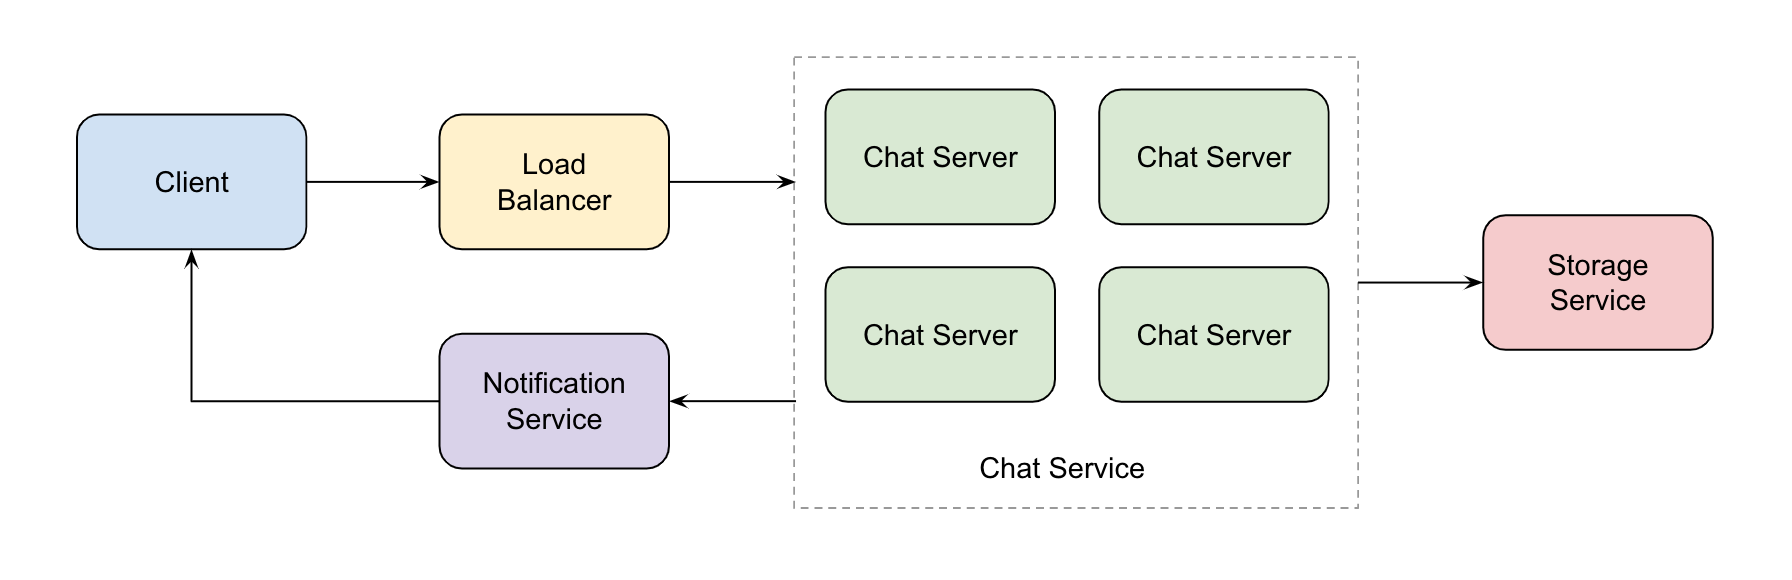 Client
Load
Balancer
Chat Server
Chat Server
Chat Server
Chat Server
Chat Service
Notification
Service
Storage
Service